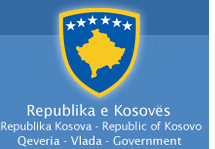 Republika e Kosovës
Republika Kosova - Republic of Kosovo
Qeveria - Vlada - Government